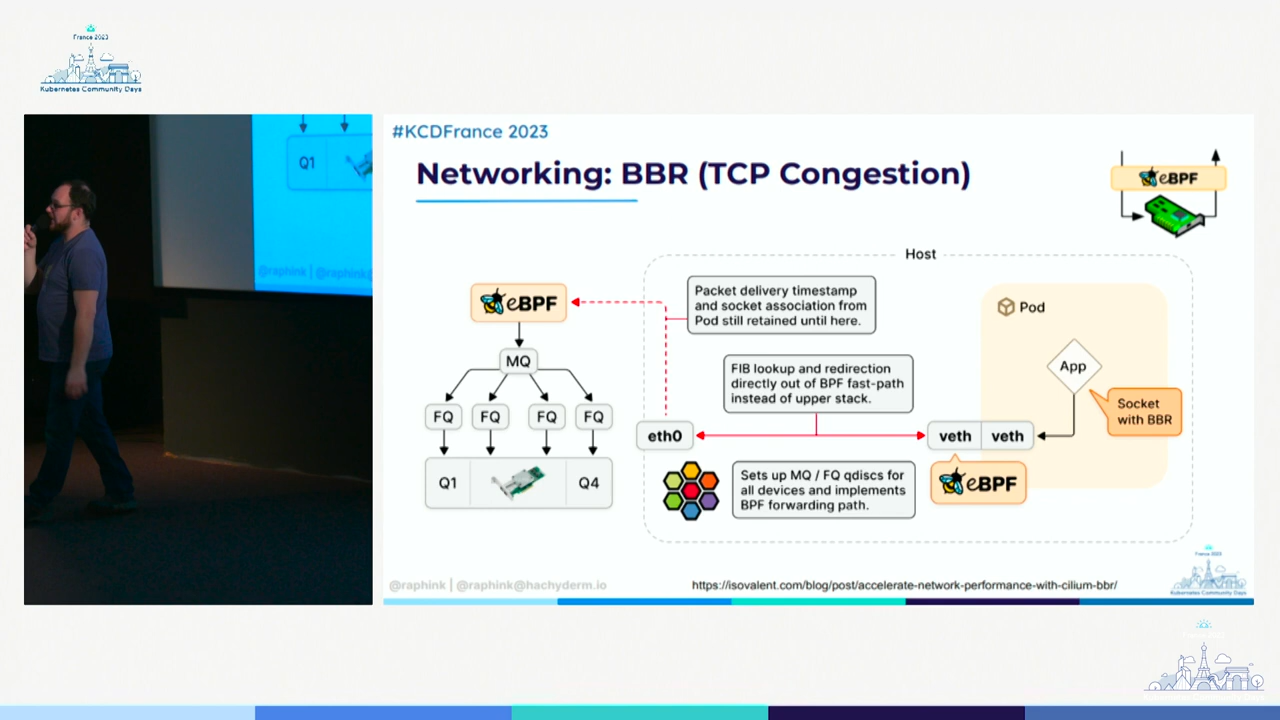 France 2023
Kubernetes Community Days
Q1
@raphink | @raphink
#KCDFrance 2023
Networking: BBR (TCP Congestion)
eBPF
Host
Packet delivery timestamp
and socket association from
Pod still retained until here.
Pod
eBPF
MQ
App
FIB lookup and redirection
directly out of BPF fast-path
instead of upper stack.
FQ
FQ
FQ
FQ
Socket
with BBR
eth0
veth
veth
Q1
Q4
Sets up MQ / FQ qdiscs for
all devices and implements
BPF forwarding path.
eBPF
France 2023
@raphink | @raphink@hachyderm.io
https://isovalent.com/blog/post/accelerate-network-performance-with-cilium-bbr/
Kubernetes Community Days